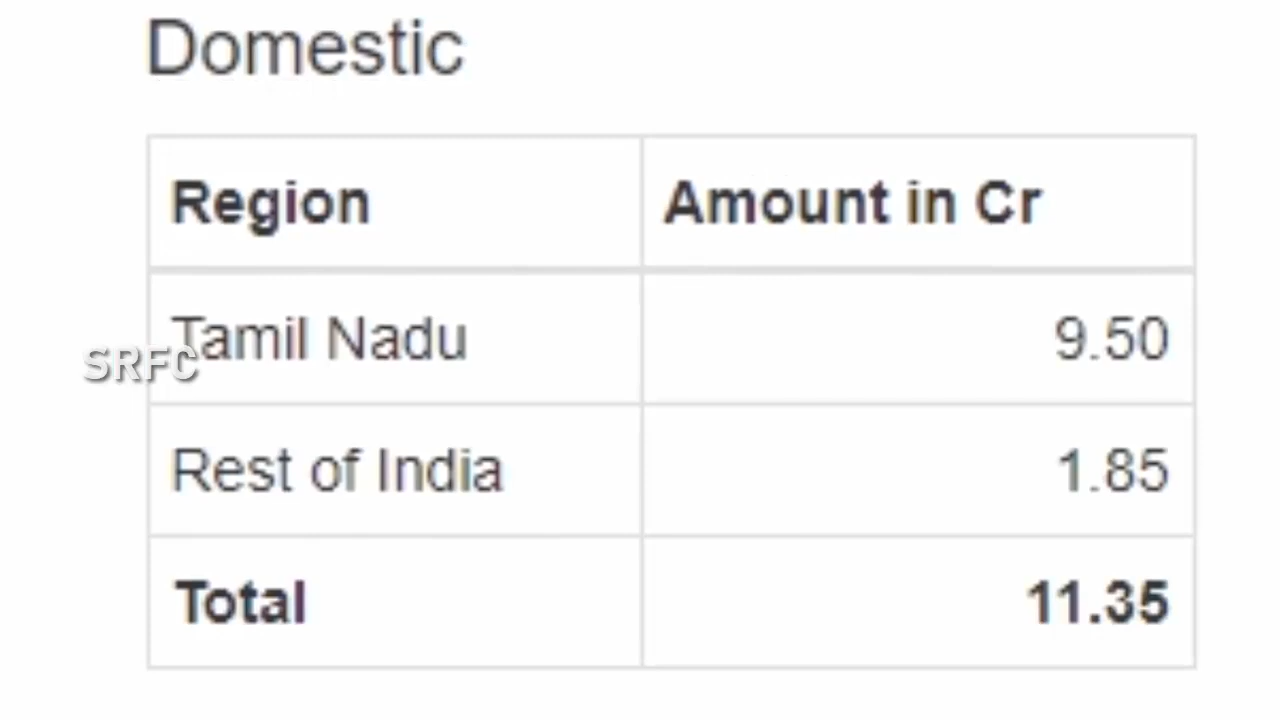 Domestic
Region Amount in Cr
Tamil Nadu 9.50
SRFC
Rest of India 1.85
Total 11.35